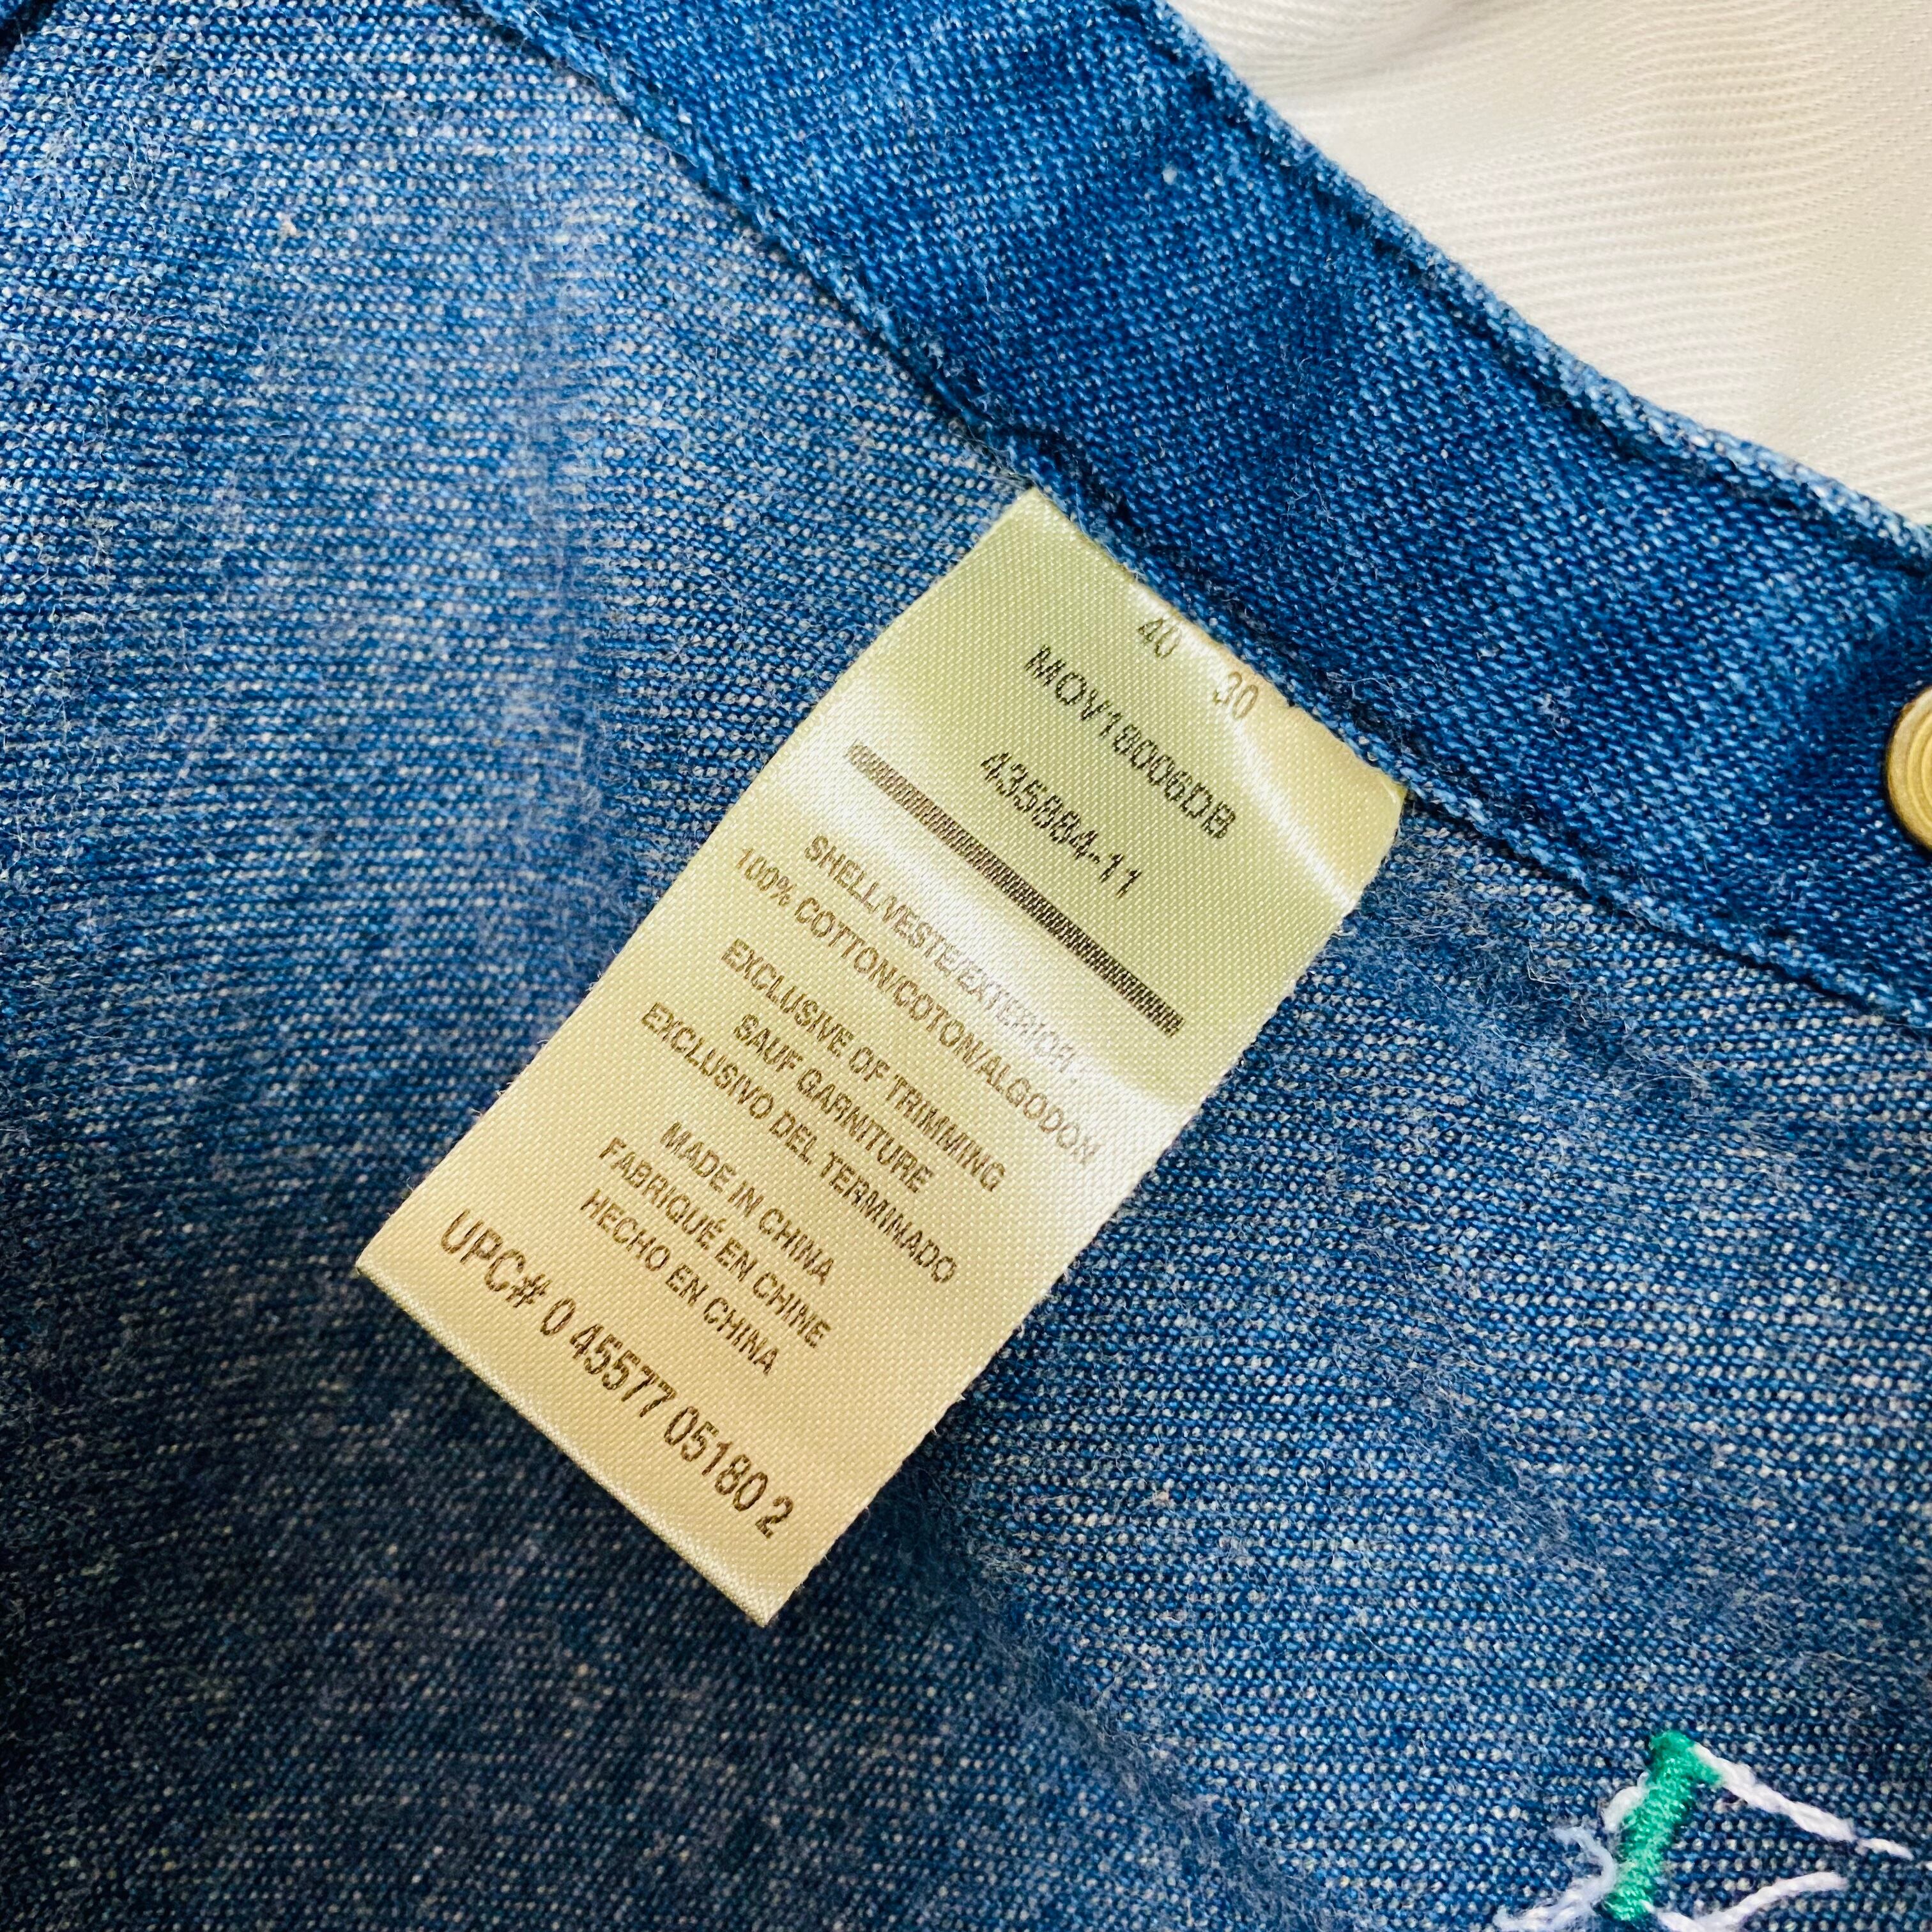 40 30
MOV18006DB
435884-11
SHELL/VESTE/EXTERIOR:
100% COTTON/COTON/ALGODON
EXCLUSIVE OF TRIMMING
SAUF GARNITURE
EXCLUSIVO DEL TERMINADO
MADE IN CHINA
FABRIQUÉ EN CHINE
HECHO EN CHINA
UPC# 0 45577 05180 2